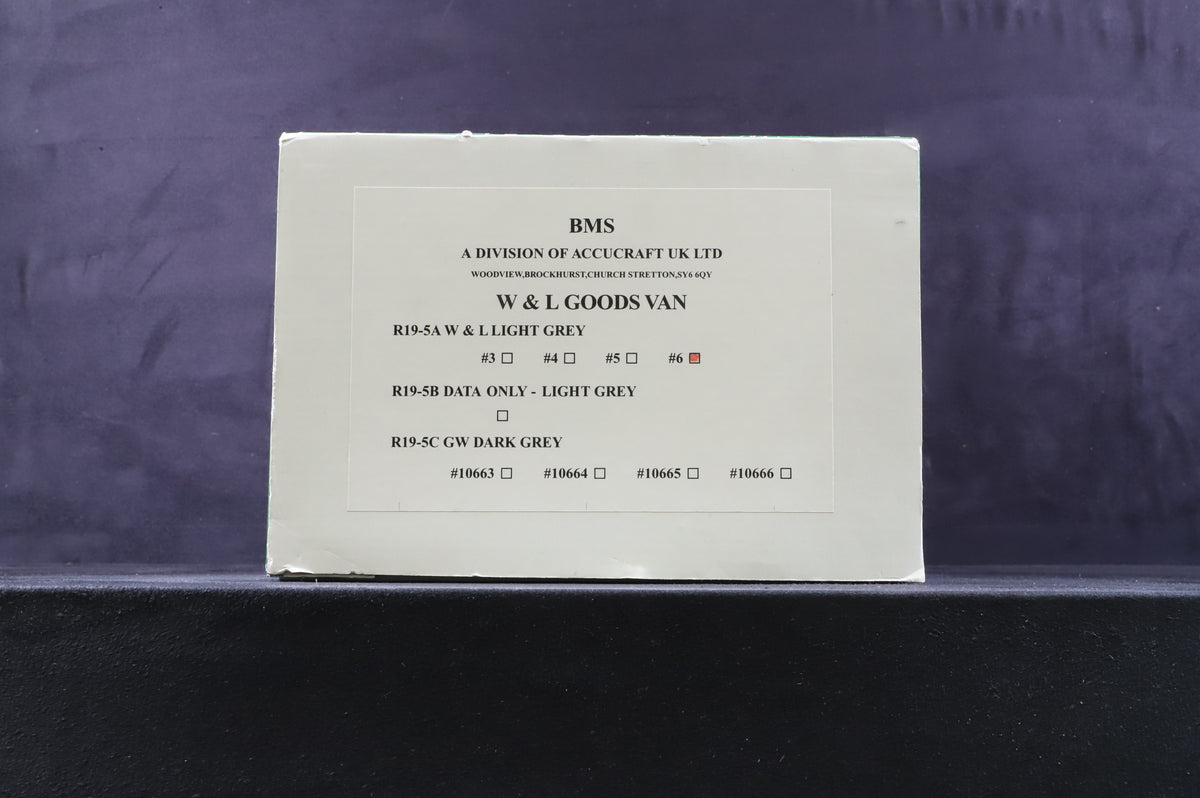 BMS
A DIVISION OF ACCUCRAFT UK LTD
WOODVIEW,BROCKHURST,CHURCH STRETTON,SY6 6QY
W & L GOODS VAN
R19-5A W & L LIGHT GREY
#3 ☐ #4 ☐ #5 ☐ #6 ☒
R19-5B DATA ONLY - LIGHT GREY
☐
R19-5C GW DARK GREY
#10663 ☐ #10664 ☐ #10665 ☐ #10666 ☐